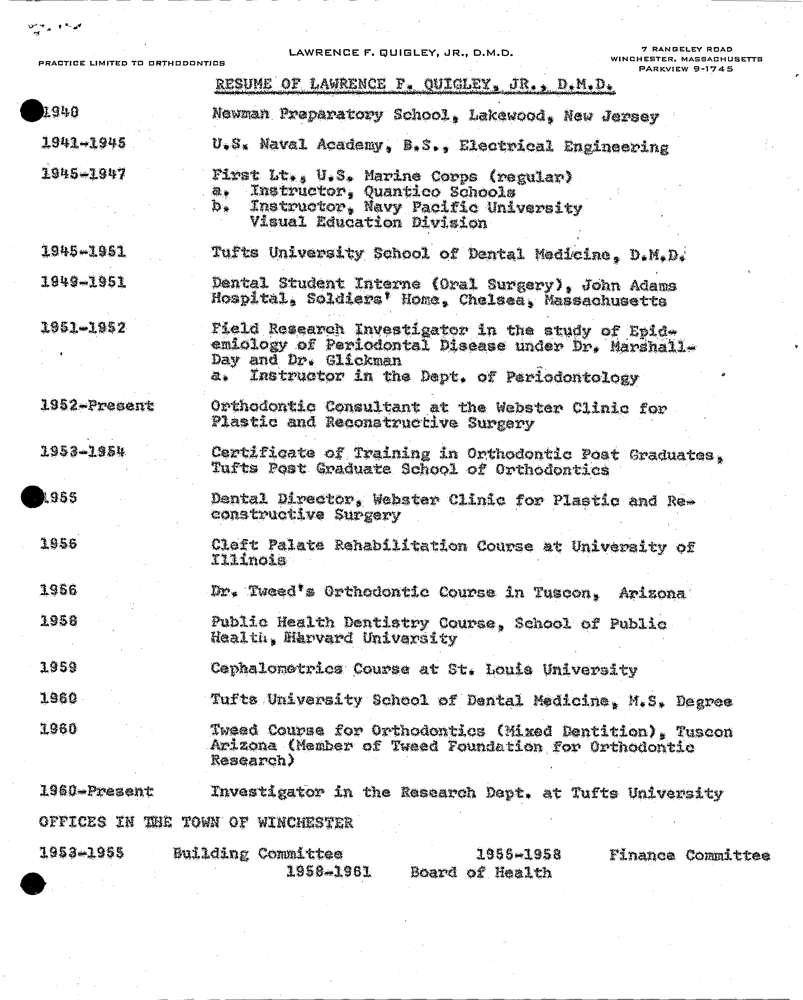 LAWRENCE F. QUIGLEY, JR., D.M.D.
7 RANGELEY ROAD
WINCHESTER, MASSACHUSETTS
PARKVIEW 9-1745
PRACTICE LIMITED TO ORTHODONTICS
RESUME OF LAWRENCE F. QUIGLEY, JR., D.M.D.
1940 Newman Preparatory School, Lakewood, New Jersey
1941-1945 U.S. Naval Academy, B.S., Electrical Engineering
1945-1947 First Lt., U.S. Marine Corps (regular)
a. Instructor, Quantico Schools
b. Instructor, Navy Pacific University
Visual Education Division
1945-1951 Tufts University School of Dental Medicine, D.M.D.
1949-1951 Dental Student Interne (Oral Surgery), John Adams
Hospital, Soldiers' Home, Chelsea, Massachusetts
1951-1952 Field Research Investigator in the study of Epid-
emiology of Periodontal Disease under Dr. Marshall-
Day and Dr. Glickman
a. Instructor in the Dept. of Periodontology
1952-Present Orthodontic Consultant at the Webster Clinic for
Plastic and Reconstructive Surgery
1953-1954 Certificate of Training in Orthodontic Post Graduates,
Tufts Post Graduate School of Orthodontics
1955 Dental Director, Webster Clinic for Plastic and Re-
constructive Surgery
1956 Cleft Palate Rehabilitation Course at University of
Illinois
1956 Dr. Tweed's Orthodontic Course in Tuscon, Arizona
1958 Public Health Dentistry Course, School of Public
Health, Harvard University
1959 Cephalometrics Course at St. Louis University
1960 Tufts University School of Dental Medicine, M.S. Degree
1960 Tweed Course for Orthodontics (Mixed Dentition), Tuscon
Arizona (Member of Tweed Foundation for Orthodontic
Research)
1960-Present Investigator in the Research Dept. at Tufts University
OFFICES IN THE TOWN OF WINCHESTER
1953-1955 Building Committee 1955-1958 Finance Committee
1958-1961 Board of Health